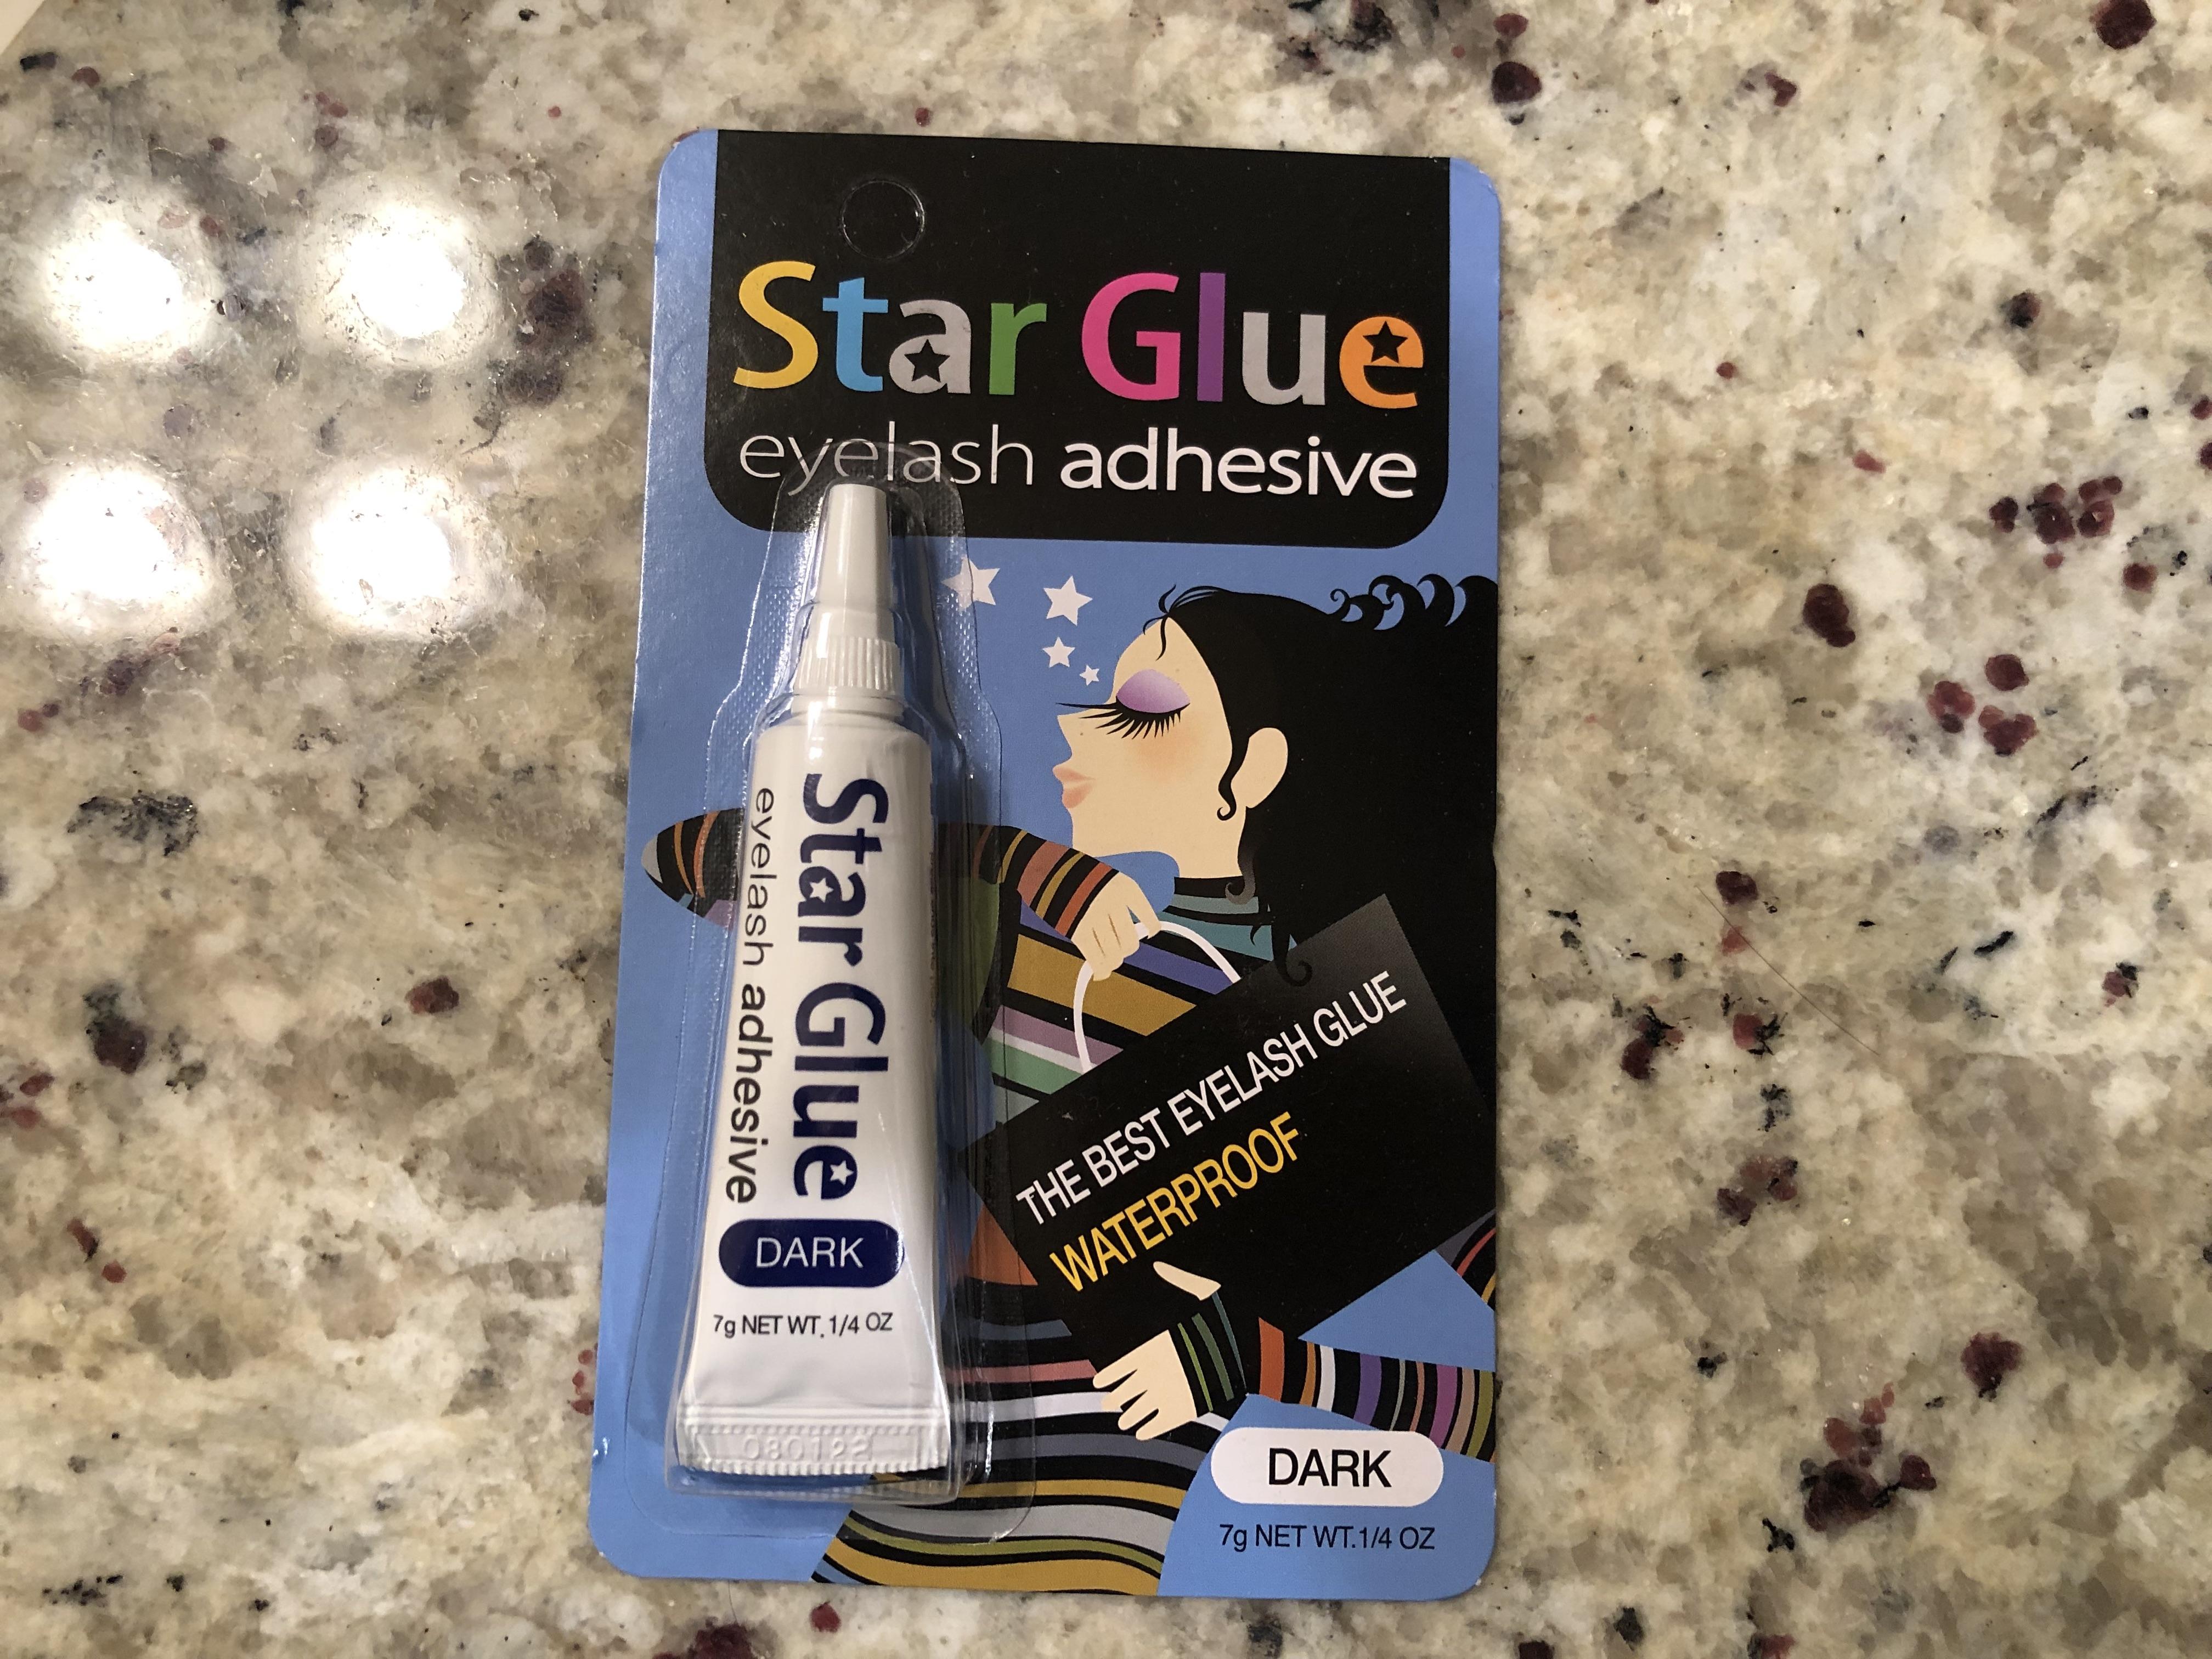 Star Glue
eyelash adhesive
Star Glue
eyelash adhesive
DARK
7g NET WT. 1/4 OZ
080122
THE BEST EYELASH GLUE
WATERPROOF
DARK
7g NET WT.1/4 OZ